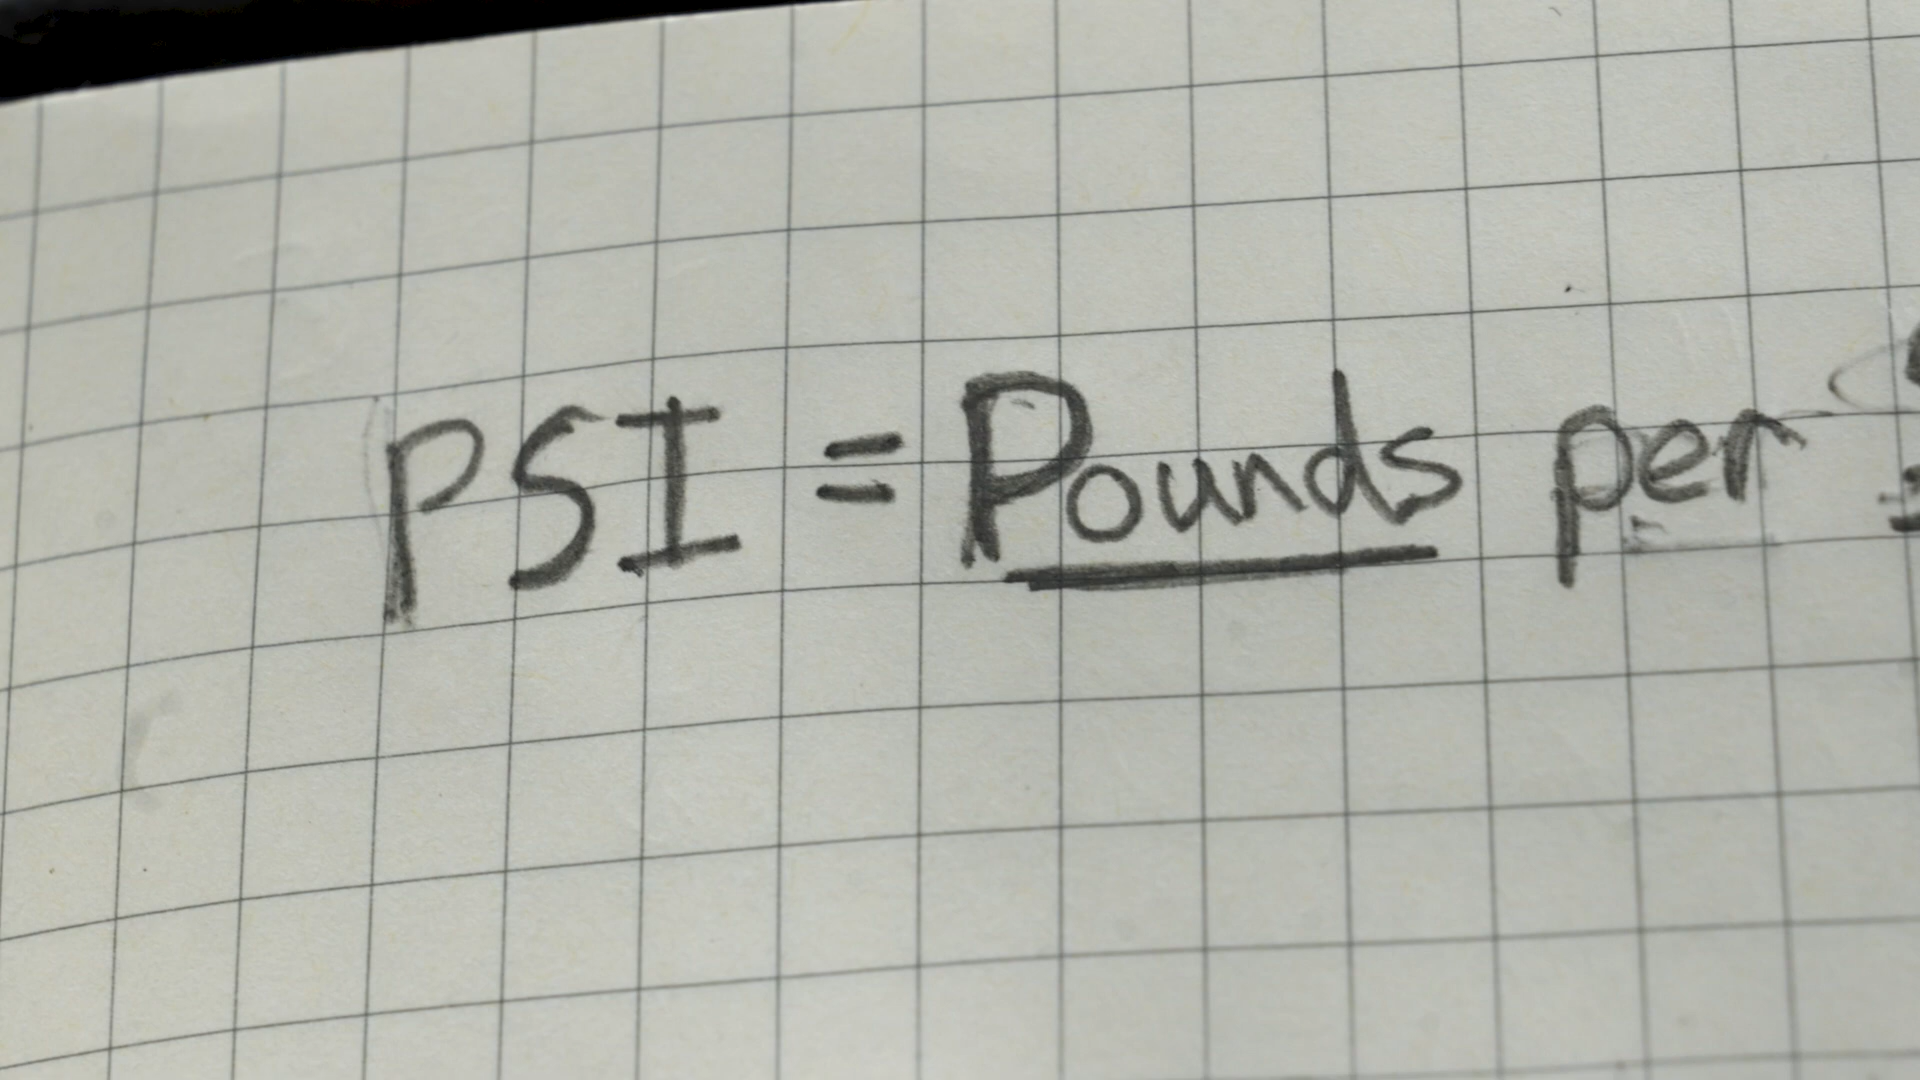 PSI = Pounds per